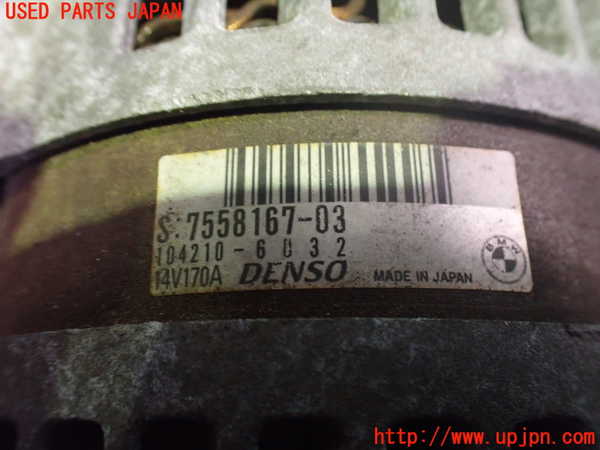 USED PARTS JAPAN
S:7558167-03
104210-6032
14V170A DENSO MADE IN JAPAN
BMW
http://www.upjpn.com/